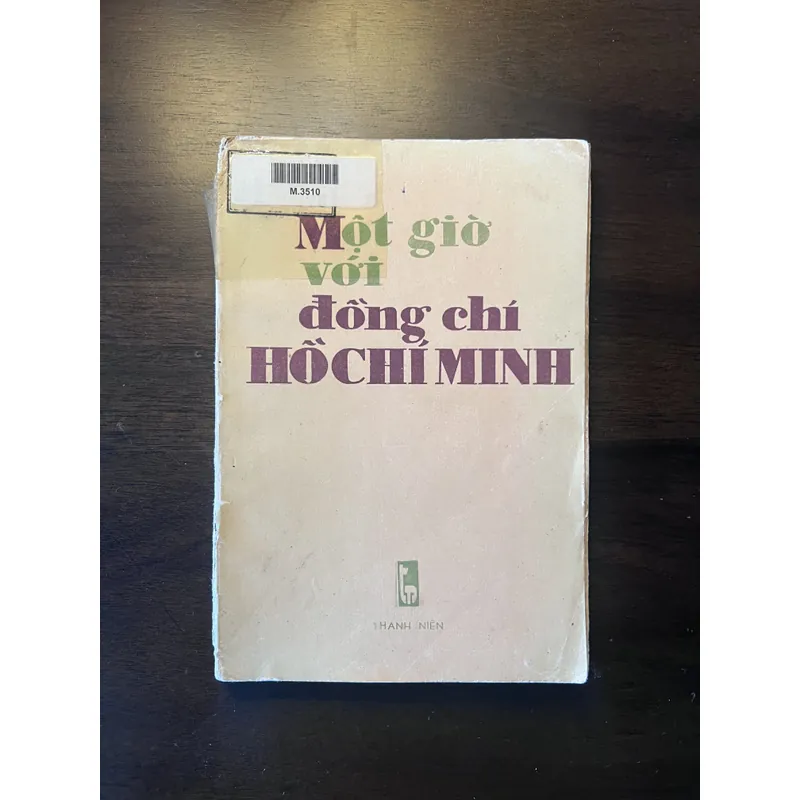 M.3510
Một giờ
với
đồng chí
HỒ CHÍ MINH
THANH NIÊN